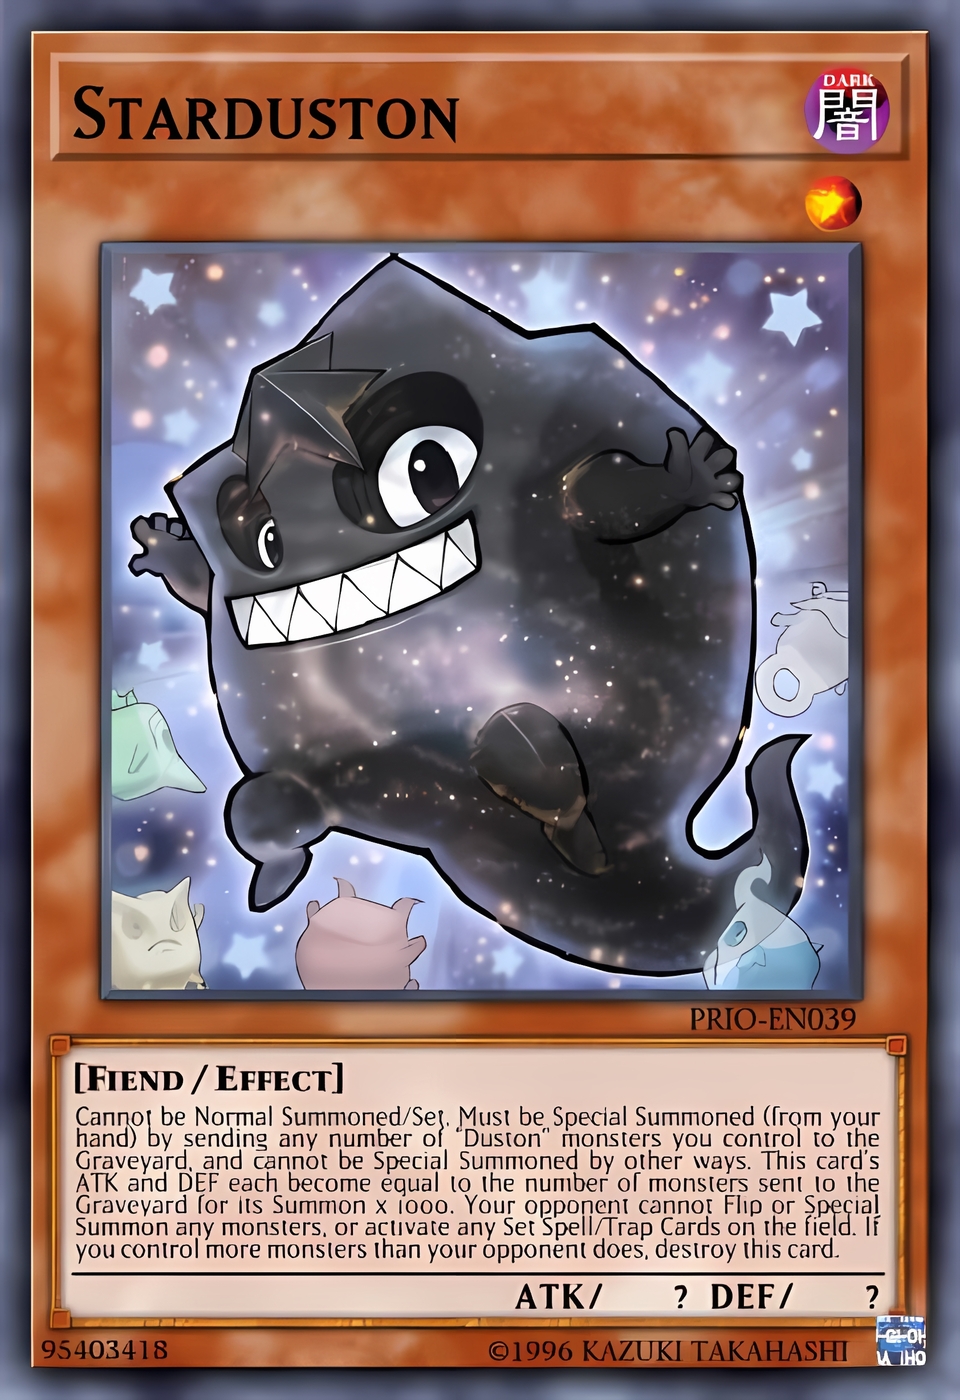 STARDUSTON
DARK
闇
PRIO-EN039
[FIEND / EFFECT]
Cannot be Normal Summoned/Set. Must be Special Summoned (from your
hand) by sending any number of "Duston" monsters you control to the
Graveyard, and cannot be Special Summoned by other ways. This card's
ATK and DEF each become equal to the number of monsters sent to the
Graveyard for its Summon x 1000. Your opponent cannot Flip or Special
Summon any monsters, or activate any Set Spell/Trap Cards on the field. If
you control more monsters than your opponent does, destroy this card.
ATK/ ? DEF/ ?
95403418
©1996 KAZUKI TAKAHASHI